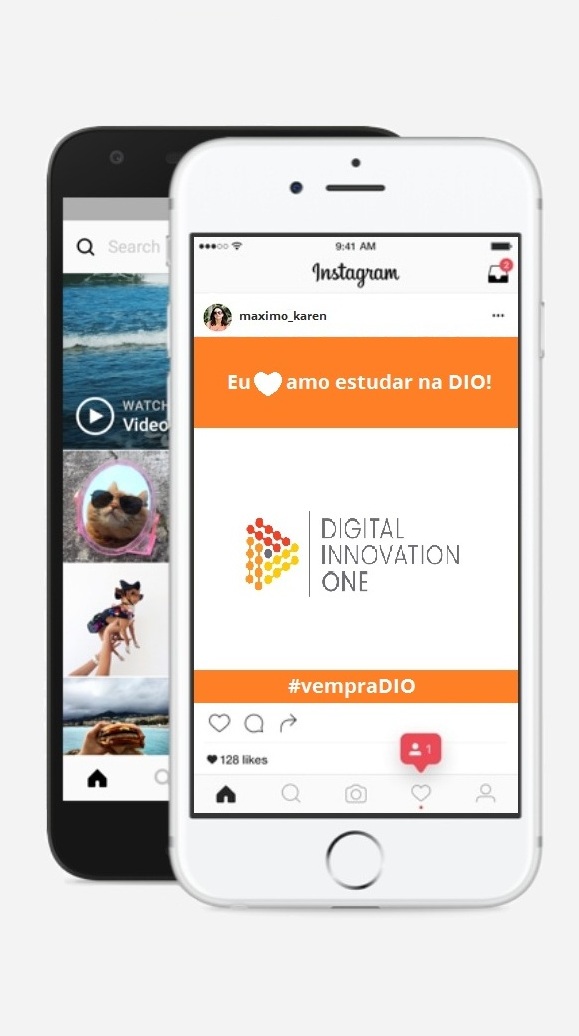 Search
WATCH
Video
9:41 AM
Instagram
2
maximo_karen
Eu amo estudar na DIO!
DIGITAL
INNOVATION
ONE
#vempraDIO
128 likes
1